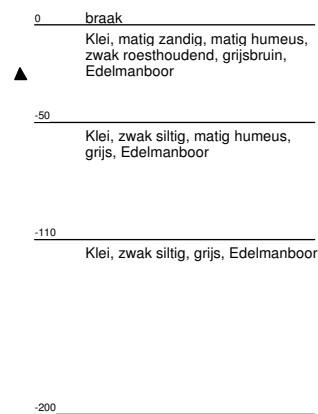 0 braak
Klei, matig zandig, matig humeus,
zwak roesthoudend, grijsbruin,
Edelmanboor
-50
Klei, zwak siltig, matig humeus,
grijs, Edelmanboor
-110
Klei, zwak siltig, grijs, Edelmanboor
-200